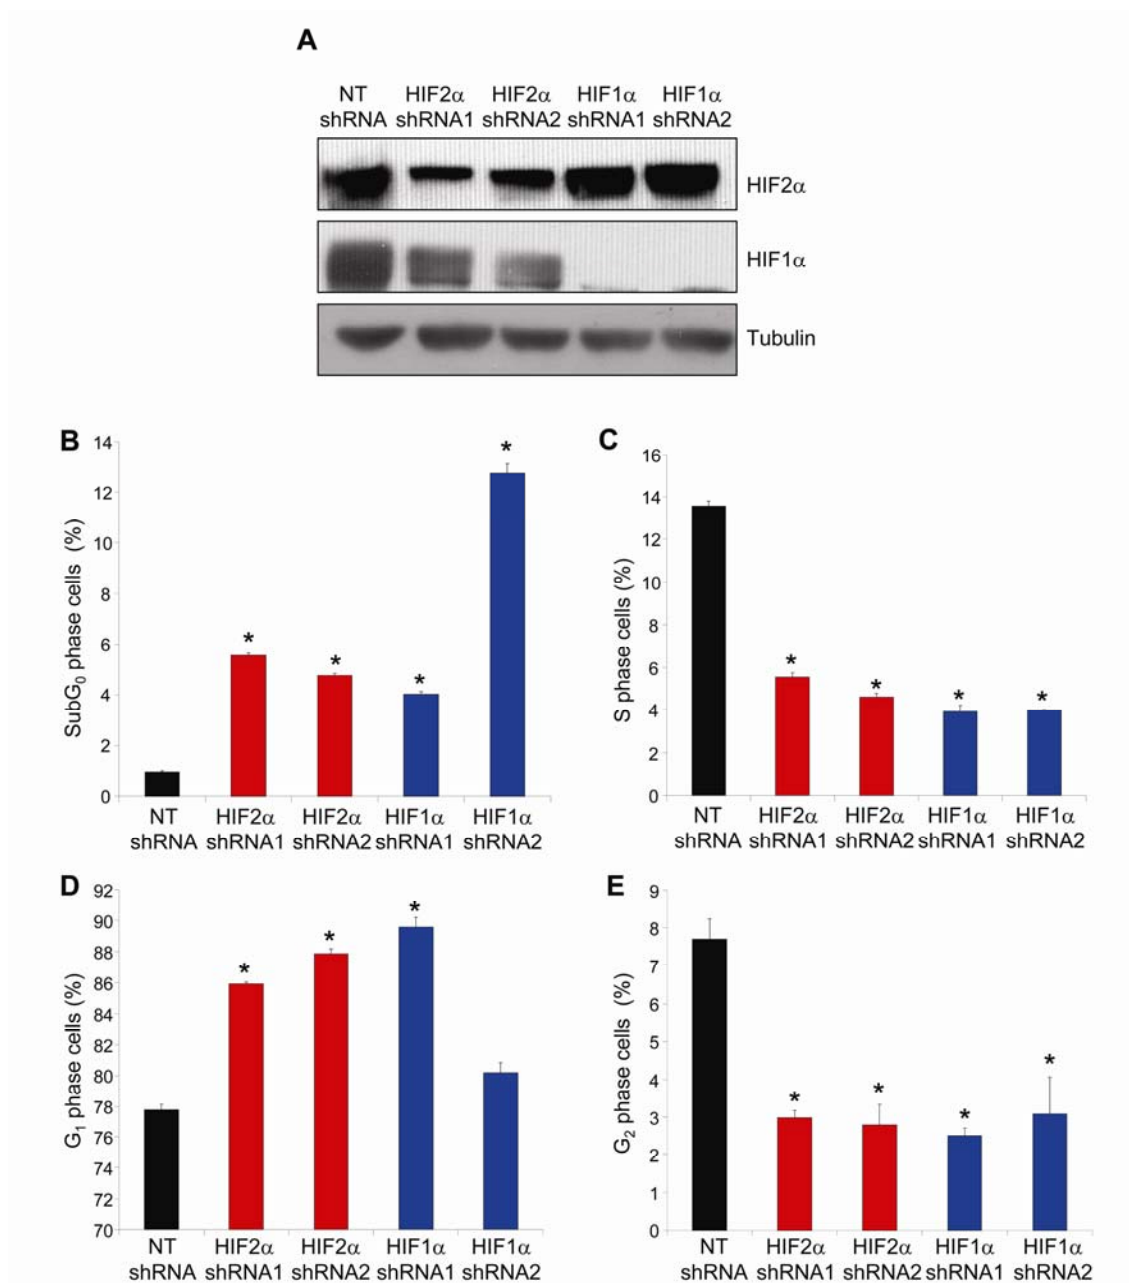 A
NT HIF2α HIF2α HIF1α HIF1α
shRNA shRNA1 shRNA2 shRNA1 shRNA2
HIF2α
HIF1α
Tubulin
B
SubG0 phase cells (%)
14
12
10
8
6
4
2
0
* * * *
NT HIF2α HIF2α HIF1α HIF1α
shRNA shRNA1 shRNA2 shRNA1 shRNA2
C
S phase cells (%)
16
14
12
10
8
6
4
2
0
* * * *
NT HIF2α HIF2α HIF1α HIF1α
shRNA shRNA1 shRNA2 shRNA1 shRNA2
D
G1 phase cells (%)
92
90
88
86
84
82
80
78
76
74
72
70
* * *
NT HIF2α HIF2α HIF1α HIF1α
shRNA shRNA1 shRNA2 shRNA1 shRNA2
E
G2 phase cells (%)
9
8
7
6
5
4
3
2
1
0
* * * *
NT HIF2α HIF2α HIF1α HIF1α
shRNA shRNA1 shRNA2 shRNA1 shRNA2